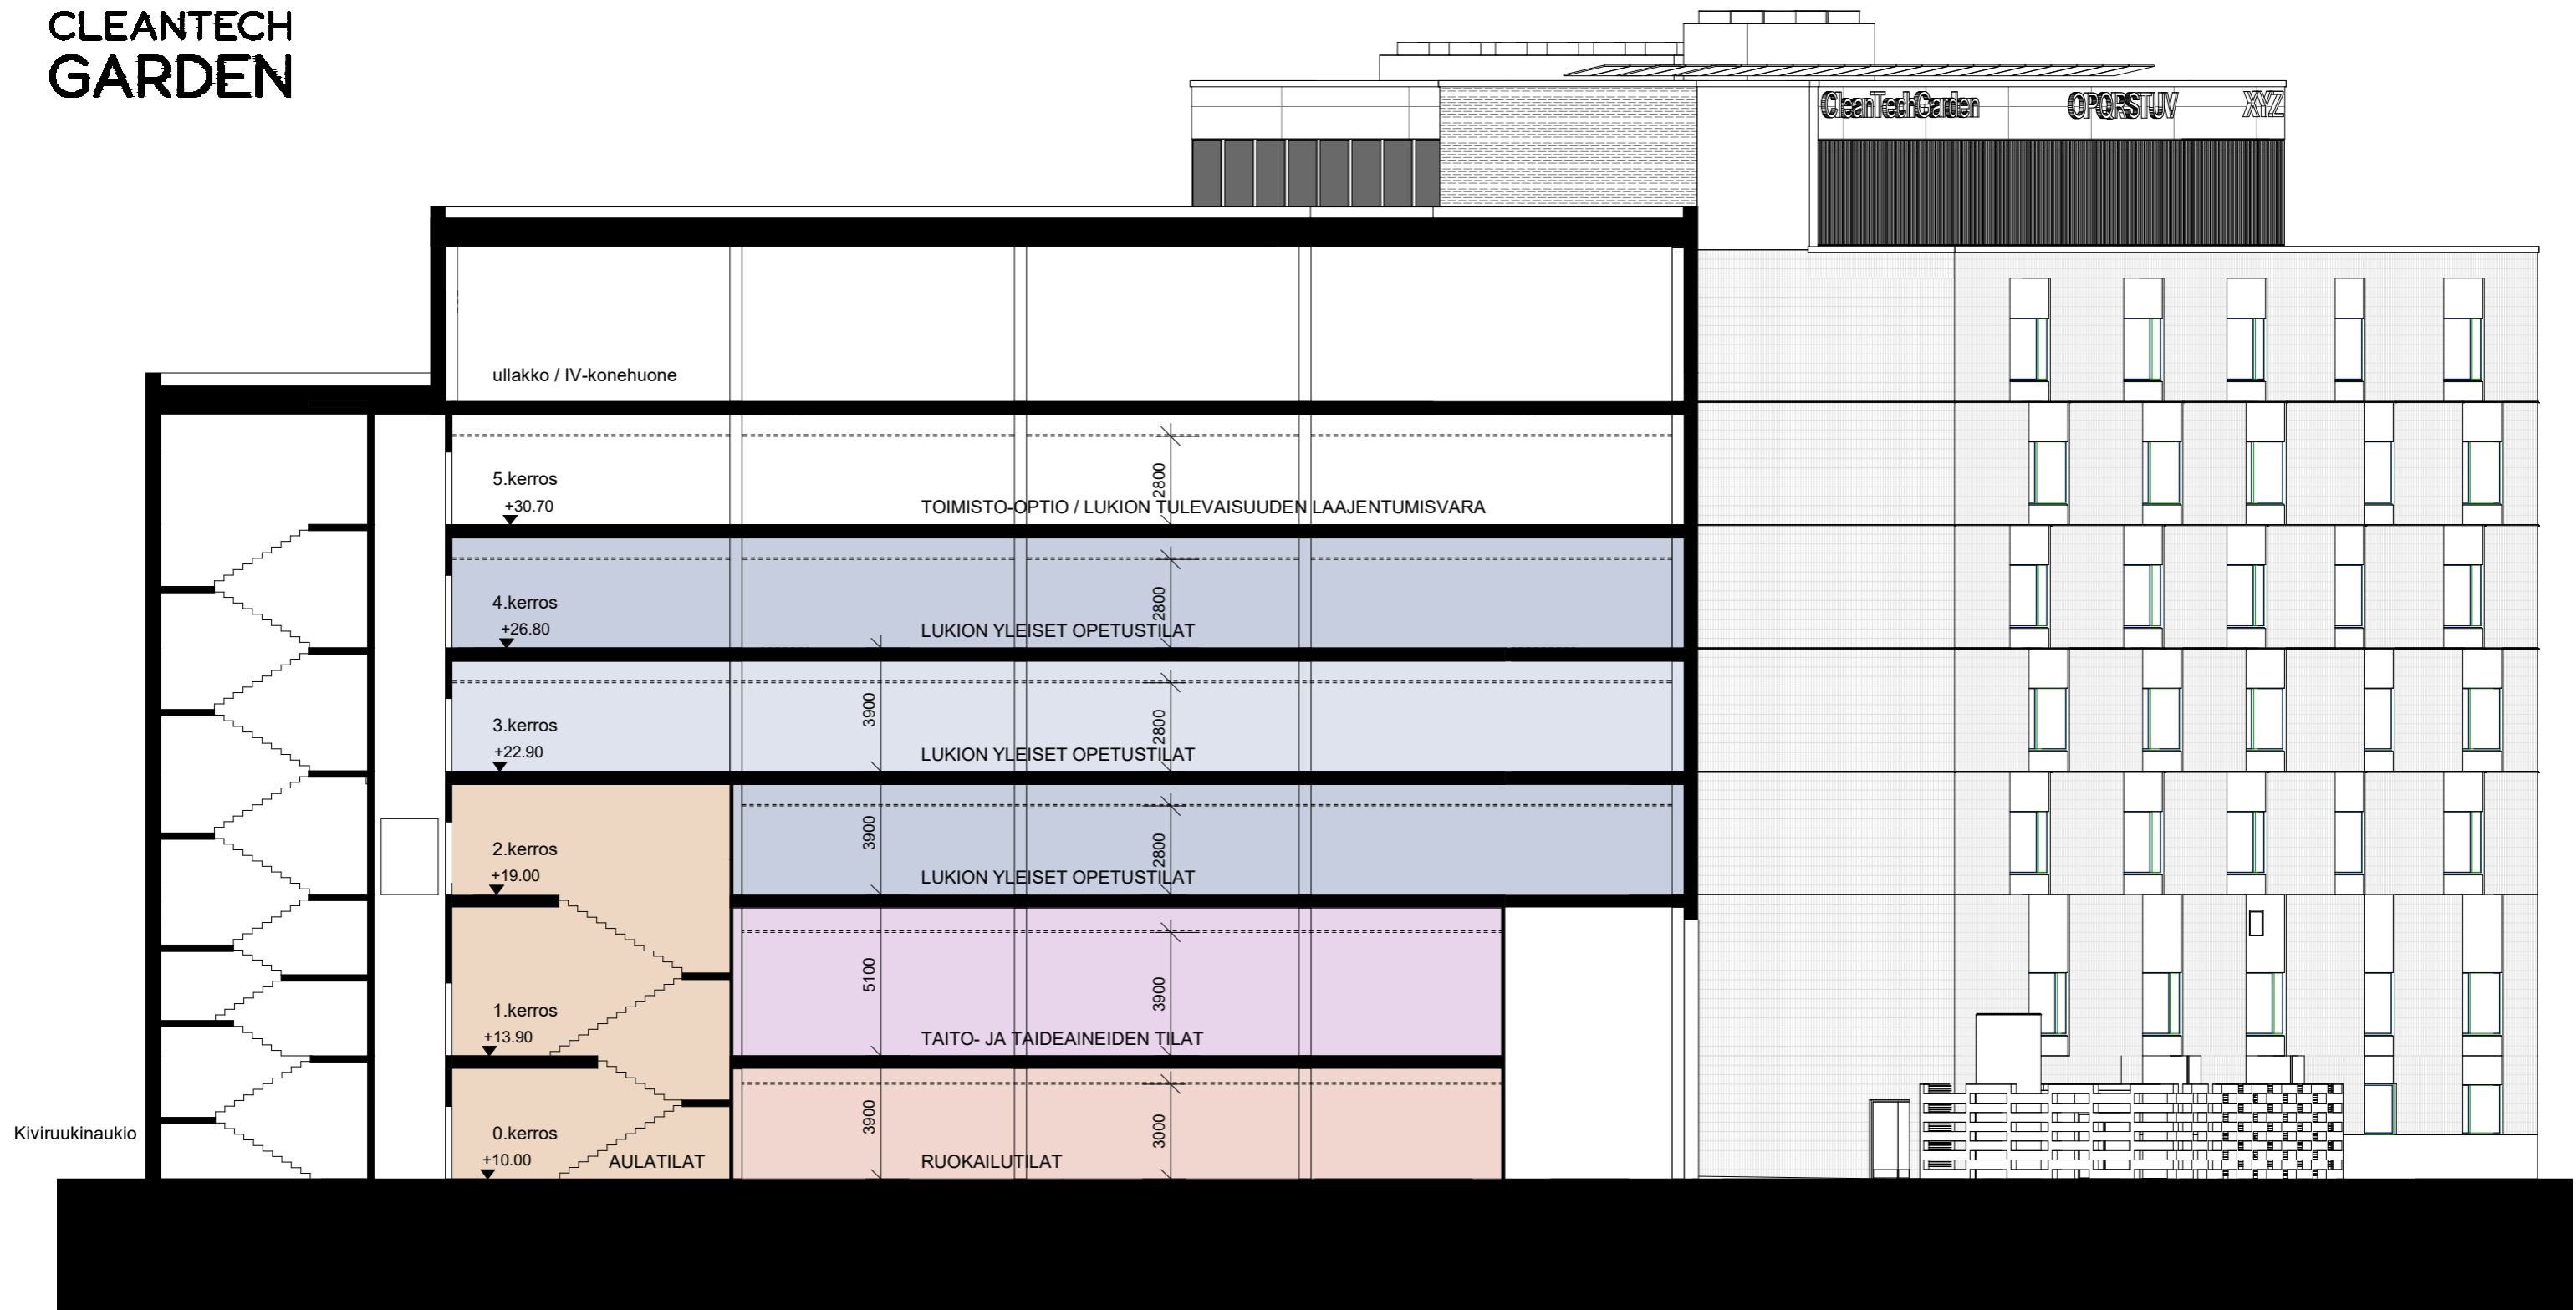 CLEANTECH
GARDEN
CleanTechGarden OPQRSTUV XYZ
ullakko / IV-konehuone
5.kerros
+30.70
2800
TOIMISTO-OPTIO / LUKION TULEVAISUUDEN LAAJENTUMISVARA
4.kerros
+26.80
2800
LUKION YLEISET OPETUSTILAT
3.kerros
+22.90
3900
2800
LUKION YLEISET OPETUSTILAT
2.kerros
+19.00
3900
2800
LUKION YLEISET OPETUSTILAT
1.kerros
+13.90
5100
3900
TAITO- JA TAIDEAINEIDEN TILAT
Kiviruukinaukio
0.kerros
+10.00
AULATILAT
3900
3000
RUOKAILUTILAT